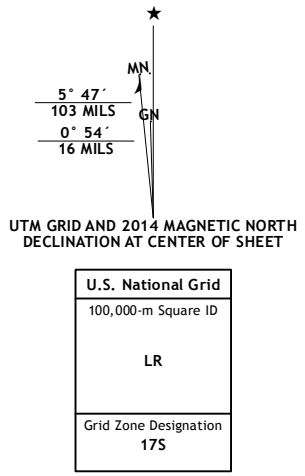 ★
MN
GN
5° 47´
103 MILS
0° 54´
16 MILS
UTM GRID AND 2014 MAGNETIC NORTH
DECLINATION AT CENTER OF SHEET
U.S. National Grid
100,000-m Square ID
LR
Grid Zone Designation
17S